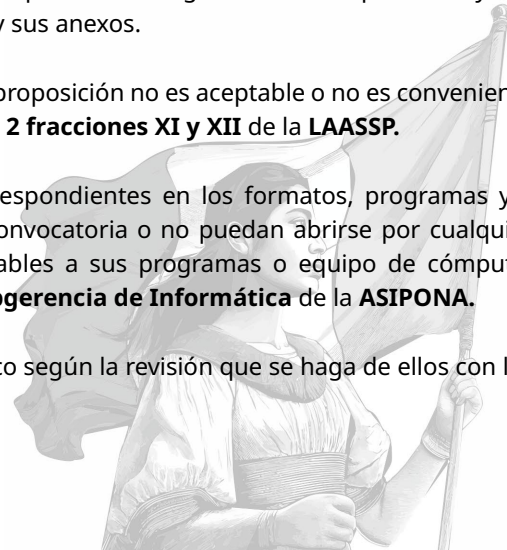 y sus anexos.
proposición no es aceptable o no es convenien
2 fracciones XI y XII de la LAASSP.
espondientes en los formatos, programas y
onvocatoria o no puedan abrirse por cualqui
ables a sus programas o equipo de cómput
ogerencia de Informática de la ASIPONA.
to según la revisión que se haga de ellos con l